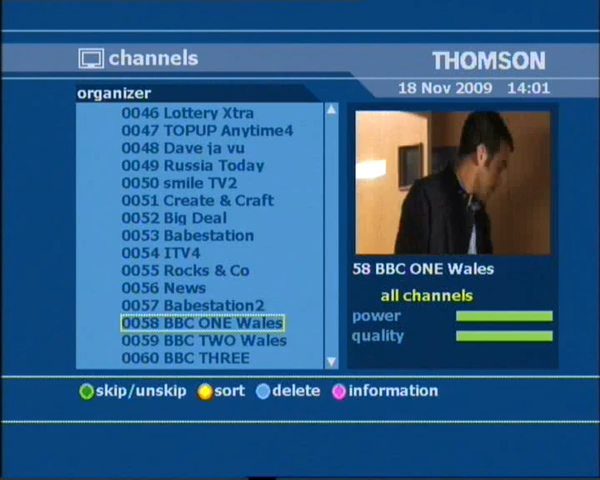 channels
THOMSON
18 Nov 2009 14:01
organizer
0046 Lottery Xtra
0047 TOPUP Anytime4
0048 Dave ja vu
0049 Russia Today
0050 smile TV2
0051 Create & Craft
0052 Big Deal
0053 Babestation
0054 ITV4
0055 Rocks & Co
0056 News
0057 Babestation2
0058 BBC ONE Wales
0059 BBC TWO Wales
0060 BBC THREE
58 BBC ONE Wales
all channels
power
quality
skip/unskip sort delete information